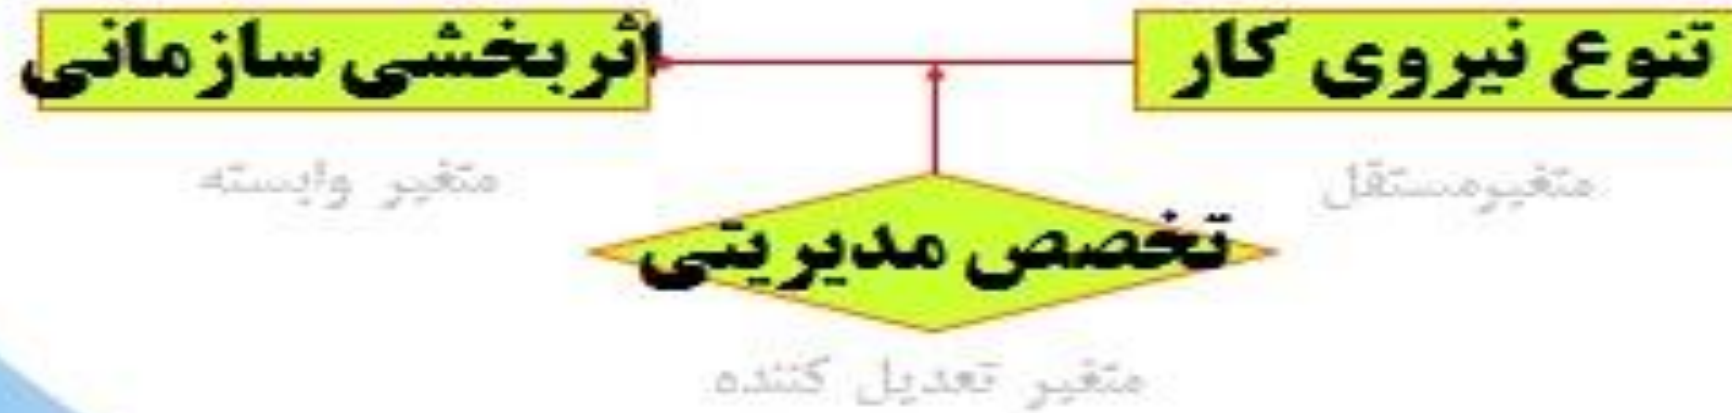 تنوع نیروی کار
اثربخشی سازمانی
متغیرمستقل
متغیر وابسته
تخصص مدیریتی
متغیر تعدیل کننده